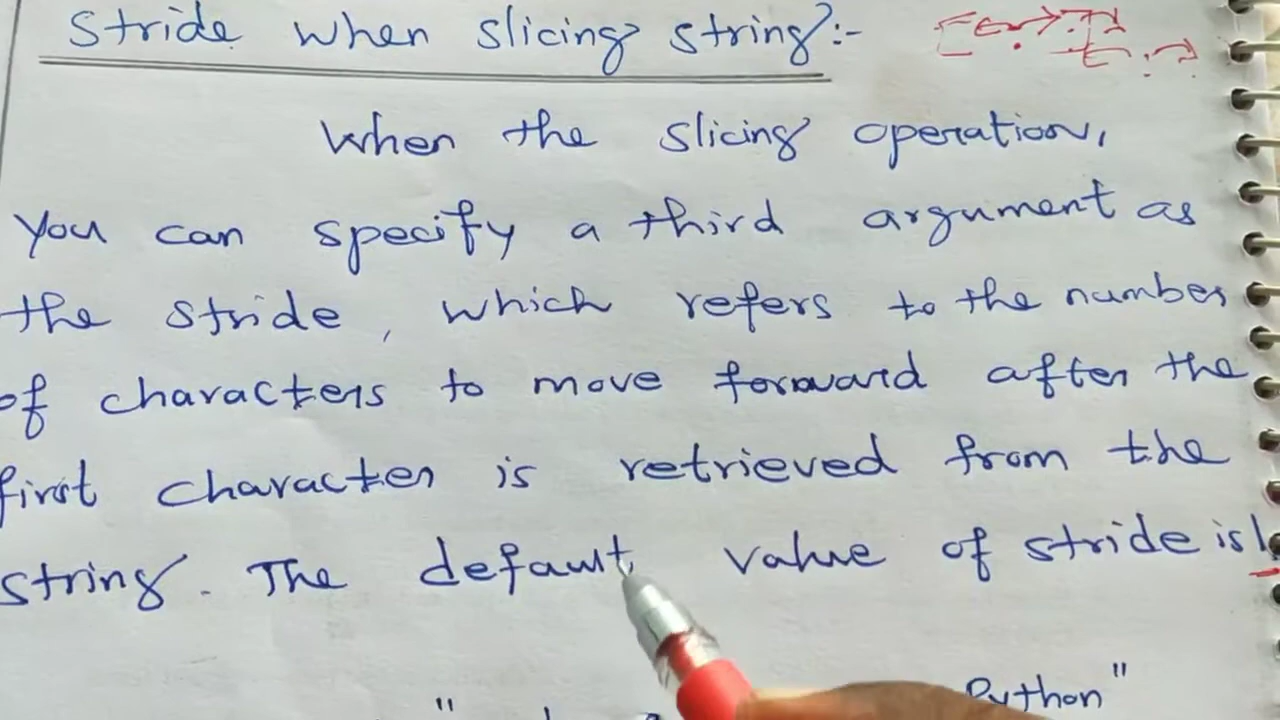 Stride when slicing string:-
When the slicing operation,
You can specify a third argument as
the stride, which refers to the number
of characters to move forward after the
first character is retrieved from the
string. The default value of stride is 1.
" Python"